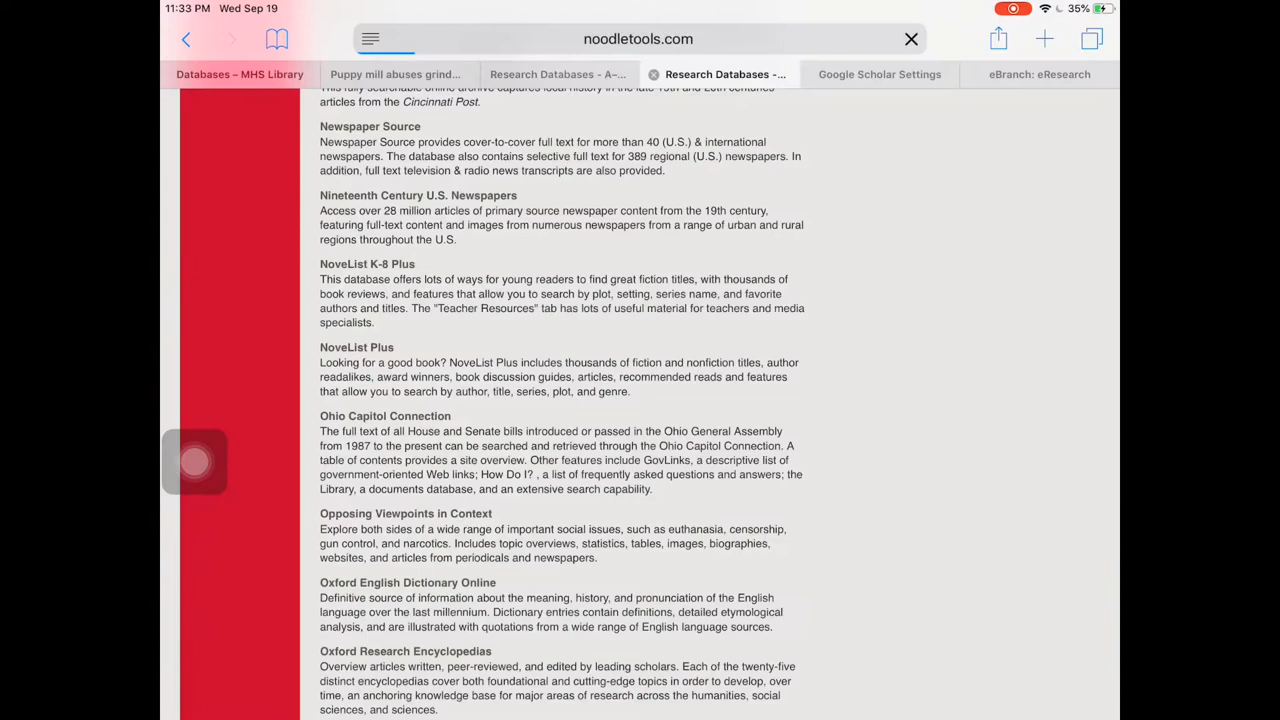 11:33 PM Wed Sep 19
35%
noodletools.com
Databases – MHS Library
Puppy mill abuses grind...
Research Databases - A–...
Research Databases -...
Google Scholar Settings
eBranch: eResearch
This fully searchable online archive captures local history in the late 19th and 20th centuries
articles from the Cincinnati Post.
Newspaper Source
Newspaper Source provides cover-to-cover full text for more than 40 (U.S.) & international
newspapers. The database also contains selective full text for 389 regional (U.S.) newspapers. In
addition, full text television & radio news transcripts are also provided.
Nineteenth Century U.S. Newspapers
Access over 28 million articles of primary source newspaper content from the 19th century,
featuring full-text content and images from numerous newspapers from a range of urban and rural
regions throughout the U.S.
NoveList K-8 Plus
This database offers lots of ways for young readers to find great fiction titles, with thousands of
book reviews, and features that allow you to search by plot, setting, series name, and favorite
authors and titles. The "Teacher Resources" tab has lots of useful material for teachers and media
specialists.
NoveList Plus
Looking for a good book? NoveList Plus includes thousands of fiction and nonfiction titles, author
readalikes, award winners, book discussion guides, articles, recommended reads and features
that allow you to search by author, title, series, plot, and genre.
Ohio Capitol Connection
The full text of all House and Senate bills introduced or passed in the Ohio General Assembly
from 1987 to the present can be searched and retrieved through the Ohio Capitol Connection. A
table of contents provides a site overview. Other features include GovLinks, a descriptive list of
government-oriented Web links; How Do I? , a list of frequently asked questions and answers; the
Library, a documents database, and an extensive search capability.
Opposing Viewpoints in Context
Explore both sides of a wide range of important social issues, such as euthanasia, censorship,
gun control, and narcotics. Includes topic overviews, statistics, tables, images, biographies,
websites, and articles from periodicals and newspapers.
Oxford English Dictionary Online
Definitive source of information about the meaning, history, and pronunciation of the English
language over the last millennium. Dictionary entries contain definitions, detailed etymological
analysis, and are illustrated with quotations from a wide range of English language sources.
Oxford Research Encyclopedias
Overview articles written, peer-reviewed, and edited by leading scholars. Each of the twenty-five
distinct encyclopedias cover both foundational and cutting-edge topics in order to develop, over
time, an anchoring knowledge base for major areas of research across the humanities, social
sciences, and sciences.